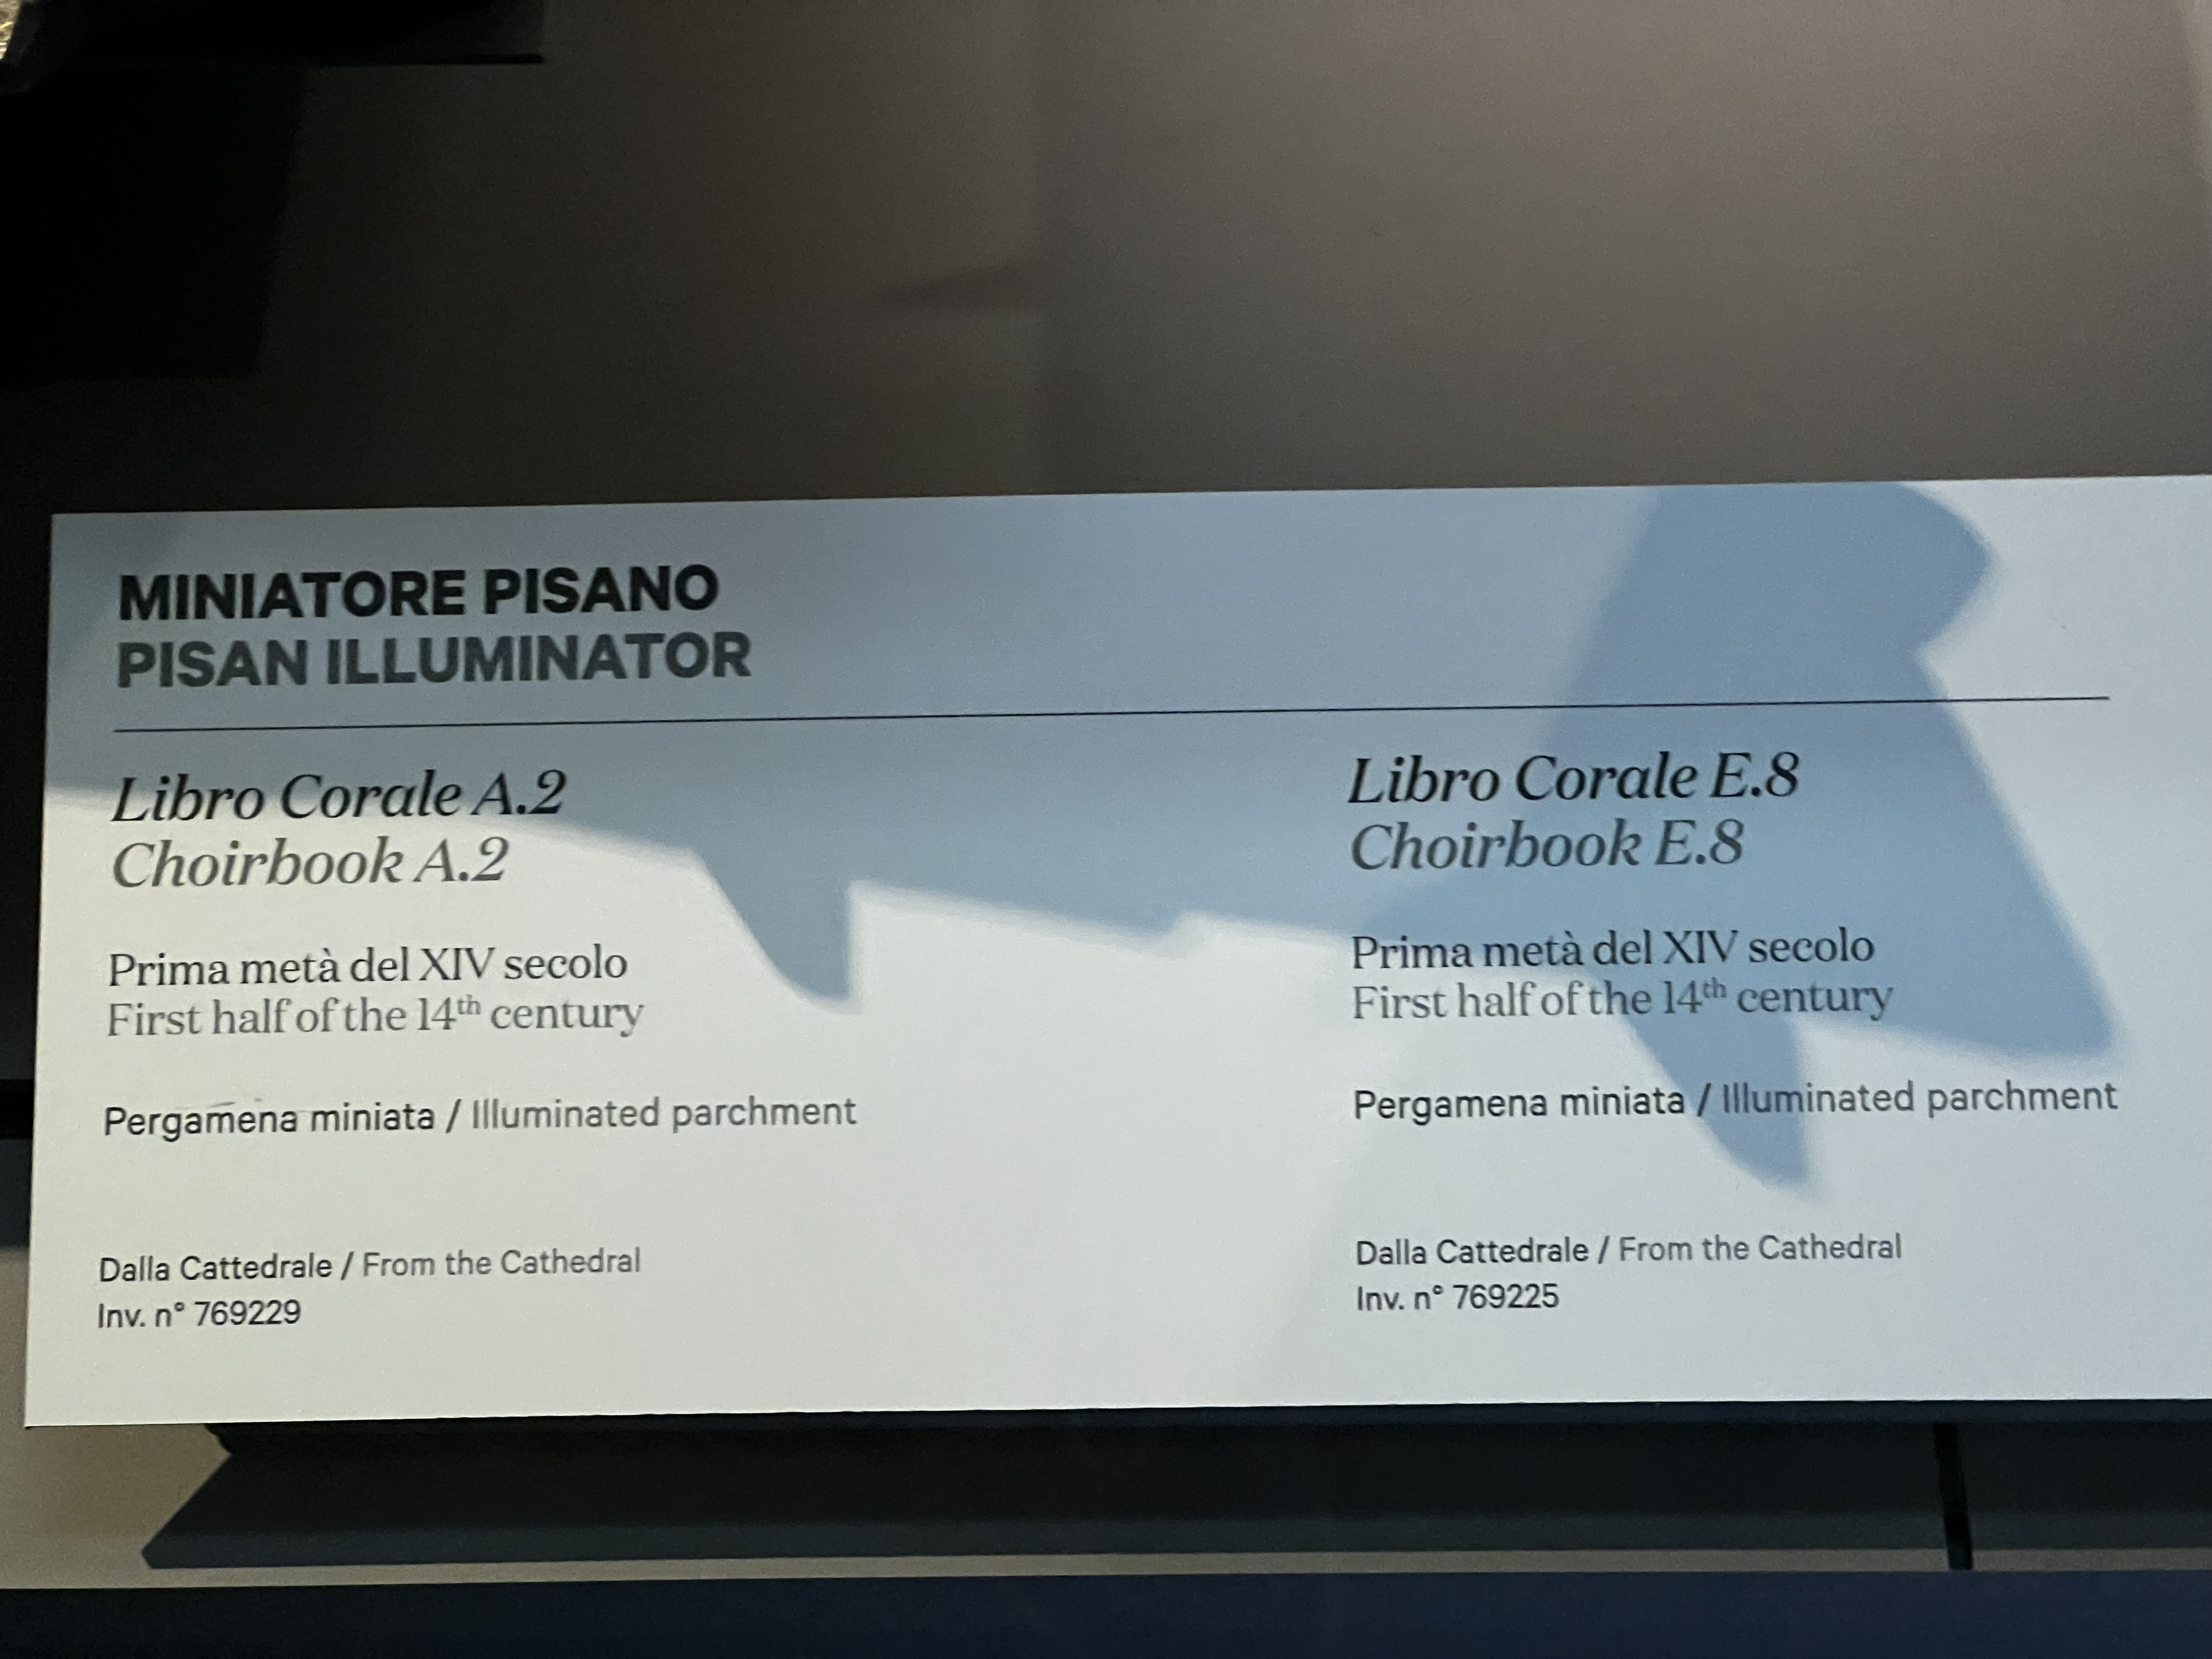 MINIATORE PISANO
PISAN ILLUMINATOR
Libro Corale A.2
Choirbook A.2
Prima metà del XIV secolo
First half of the 14th century
Pergamena miniata / Illuminated parchment
Dalla Cattedrale / From the Cathedral
Inv. n° 769229
Libro Corale E.8
Choirbook E.8
Prima metà del XIV secolo
First half of the 14th century
Pergamena miniata / Illuminated parchment
Dalla Cattedrale / From the Cathedral
Inv. n° 769225